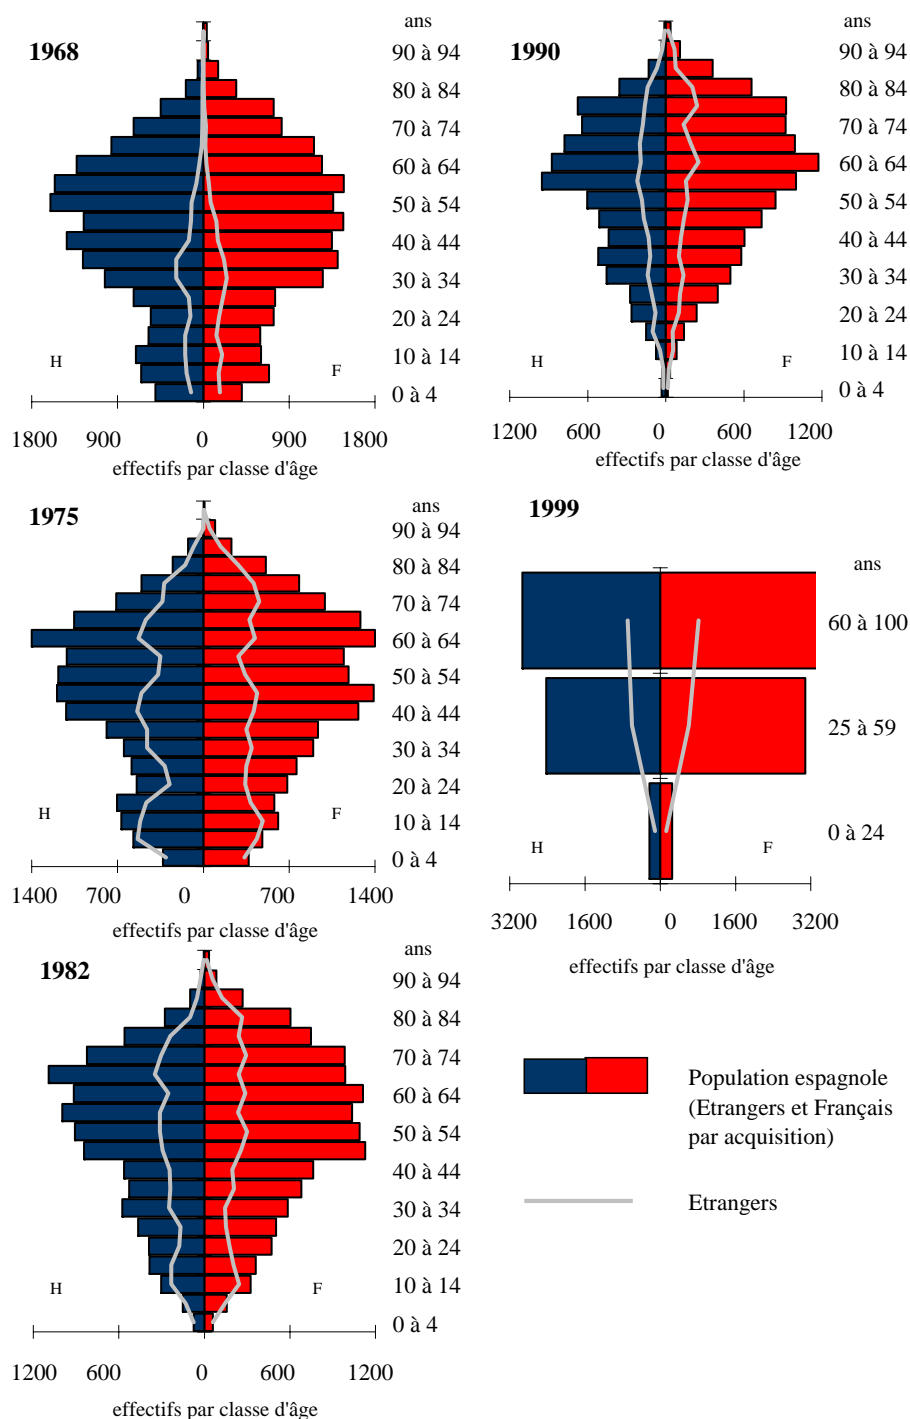 1968
ans
90 à 94
80 à 84
70 à 74
60 à 64
50 à 54
40 à 44
30 à 34
20 à 24
10 à 14
0 à 4
H
F
1800 900 0 900 1800
effectifs par classe d'âge
1990
ans
90 à 94
80 à 84
70 à 74
60 à 64
50 à 54
40 à 44
30 à 34
20 à 24
10 à 14
0 à 4
H
F
1200 600 0 600 1200
effectifs par classe d'âge
1975
ans
90 à 94
80 à 84
70 à 74
60 à 64
50 à 54
40 à 44
30 à 34
20 à 24
10 à 14
0 à 4
H
F
1400 700 0 700 1400
effectifs par classe d'âge
1999
ans
60 à 100
25 à 59
0 à 24
H
F
3200 1600 0 1600 3200
effectifs par classe d'âge
1982
ans
90 à 94
80 à 84
70 à 74
60 à 64
50 à 54
40 à 44
30 à 34
20 à 24
10 à 14
0 à 4
H
F
1200 600 0 600 1200
effectifs par classe d'âge
Population espagnole
(Etrangers et Français
par acquisition)
Etrangers